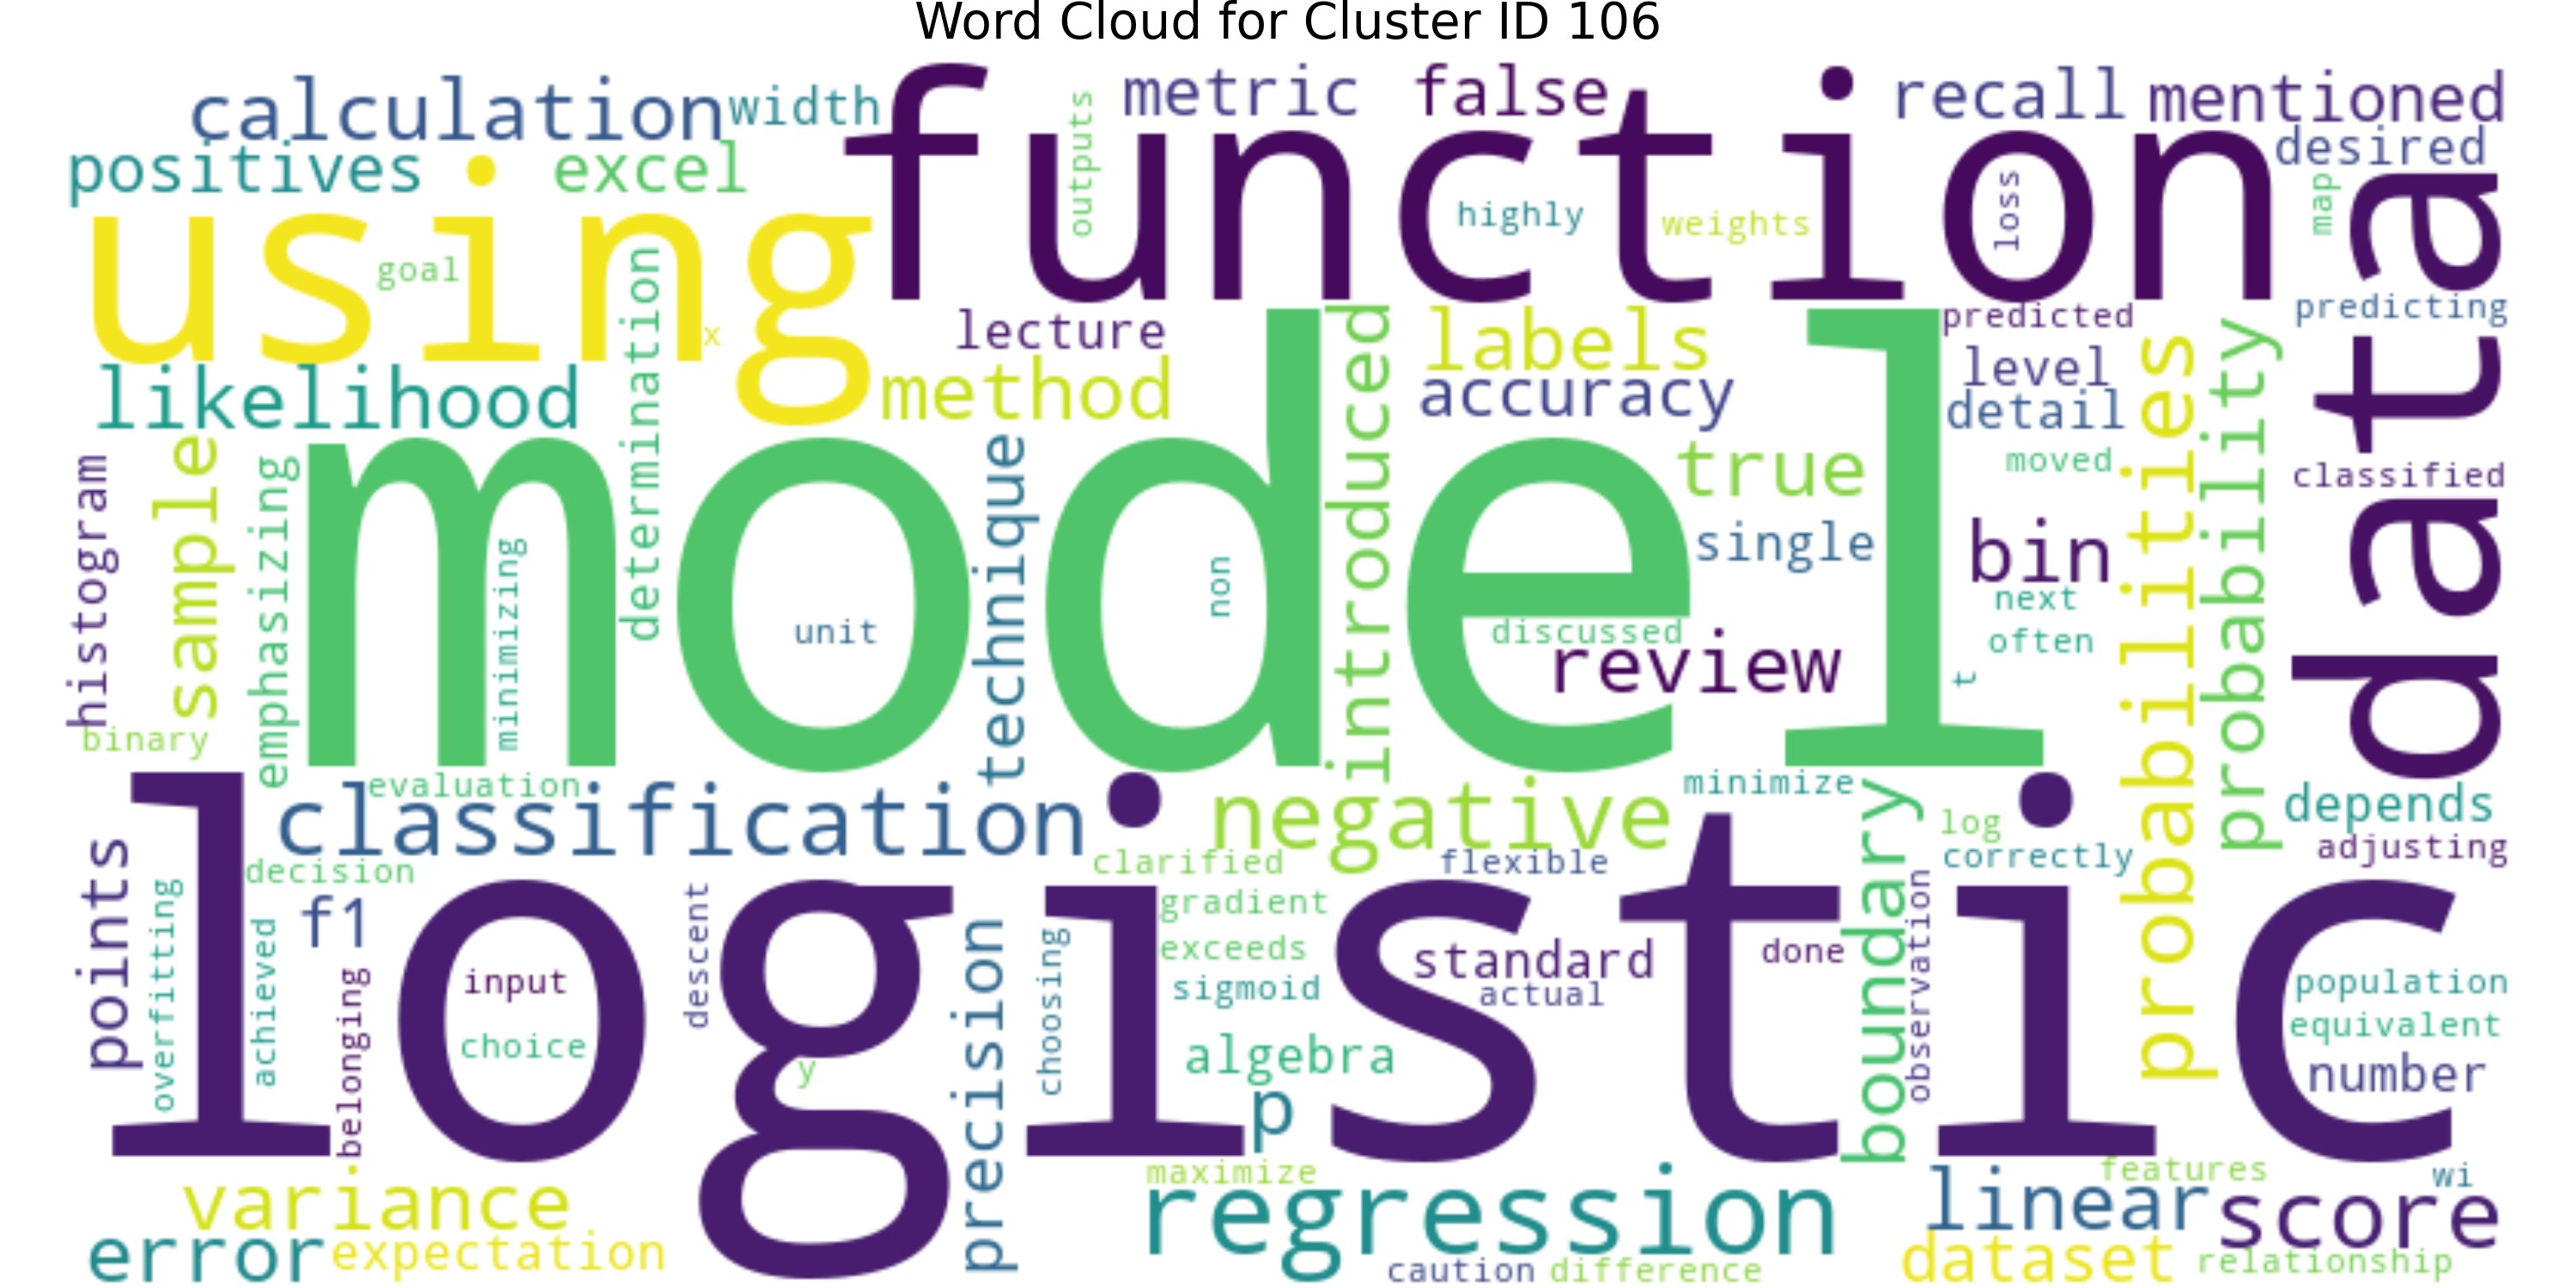 Word Cloud for Cluster ID 106
calculation
width
function
outputs
metric
false
recall
mentioned
positives
excel
desired
using
goal
highly
weights
loss
map
data
determination
x
lecture
labels
predicted
predicting
likelihood
method
introduced
accuracy
level
detail
probabilities
probability
histogram
sample
emphasizing
model
minimizing
unit
technique
non
true
single
discussed
review
moved
classified
bin
next
often
t
binary
evaluation
classification
negative
minimize
boundary
log
depends
correctly
adjusting
points
decision
clarified
flexible
logistic
overfitting
achieved
f1
belonging
input
choice
descent
y
precision
choosing
gradient
exceeds
sigmoid
standard
actual
done
observation
algebra
p
population
equivalent
number
variance
maximize
regression
features
wi
linear
score
error
expectation
caution
difference
dataset
relationship